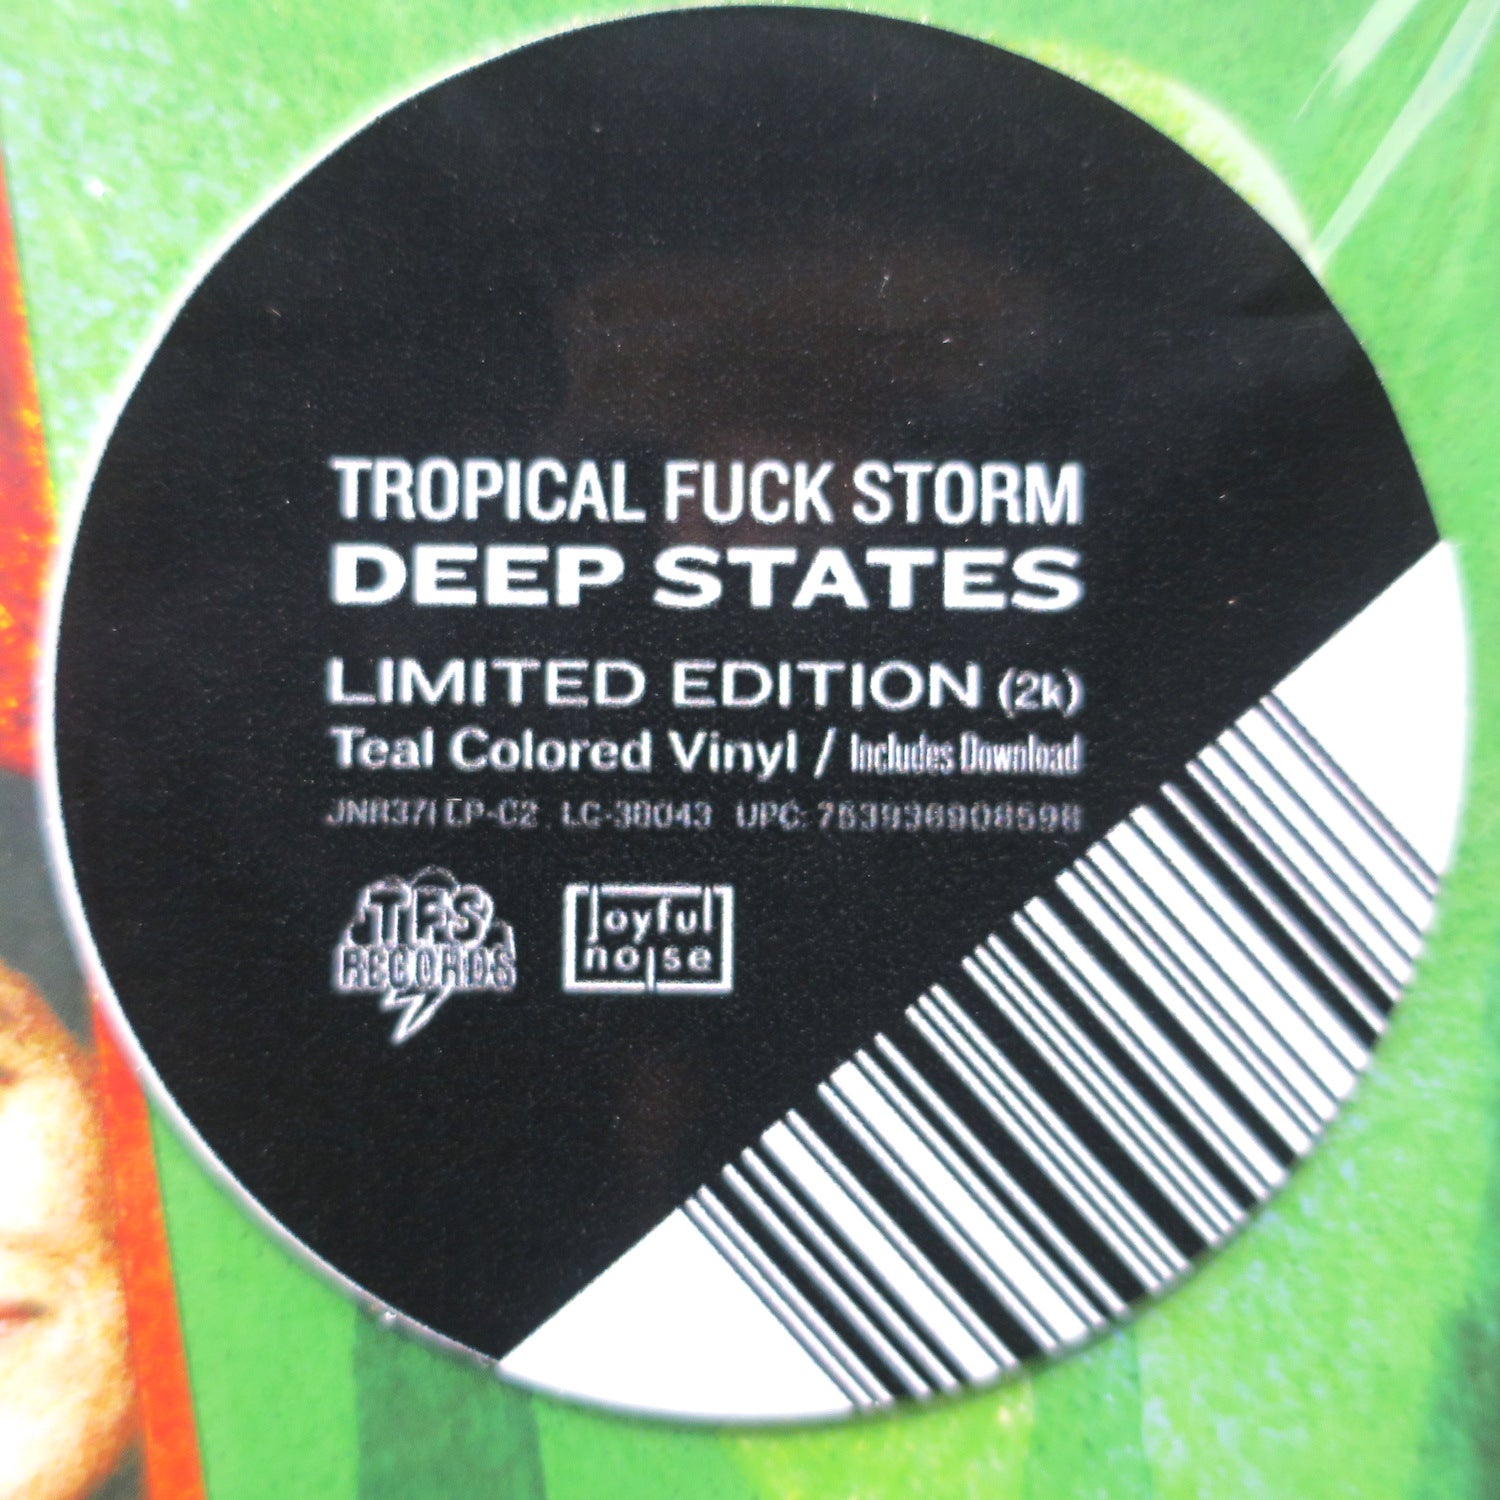 TROPICAL FUCK STORM
DEEP STATES
LIMITED EDITION (2k)
Teal Colored Vinyl / Includes Download
JNR371LP-C2 LC-39043 UPC: 753936908598
TFS
RECORDS
joyful
noise